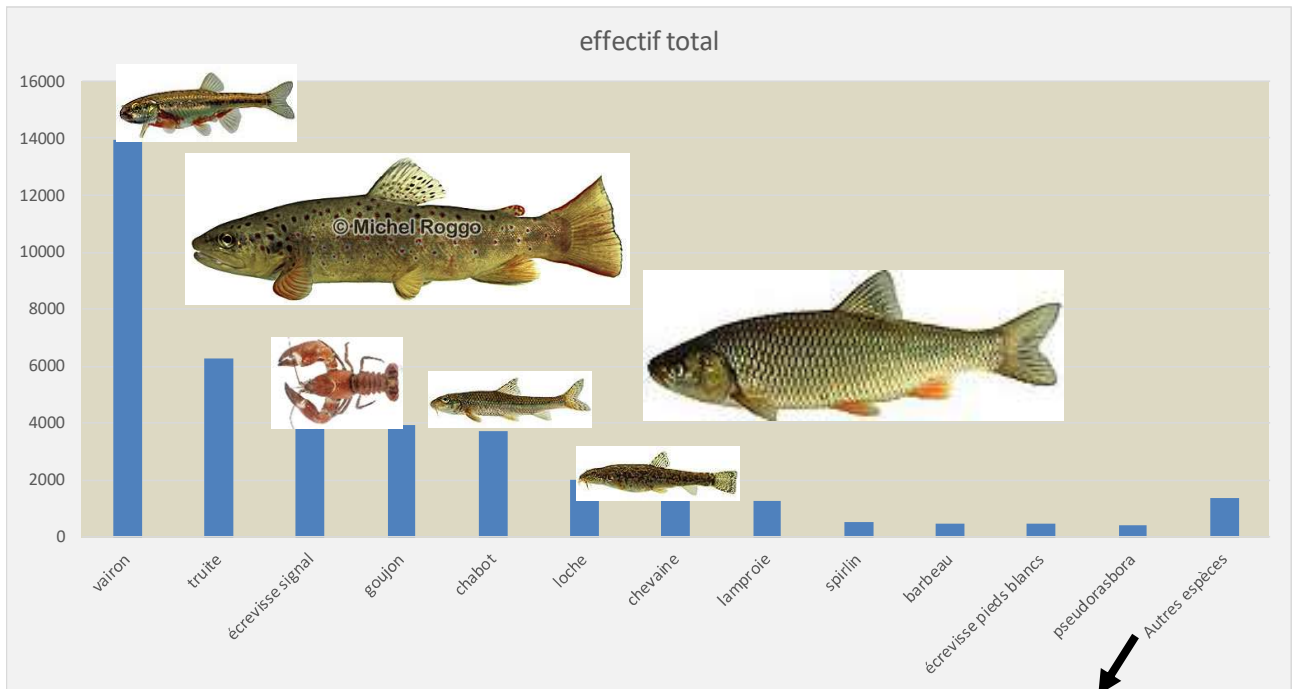 effectif total
16000
14000
12000
10000
8000
6000
4000
2000
0
© Michel Roggo
vairon
truite
écrevisse signal
goujon
chabot
loche
chevaine
lamproie
spirlin
barbeau
écrevisse pieds blancs
pseudorasbora
Autres espèces